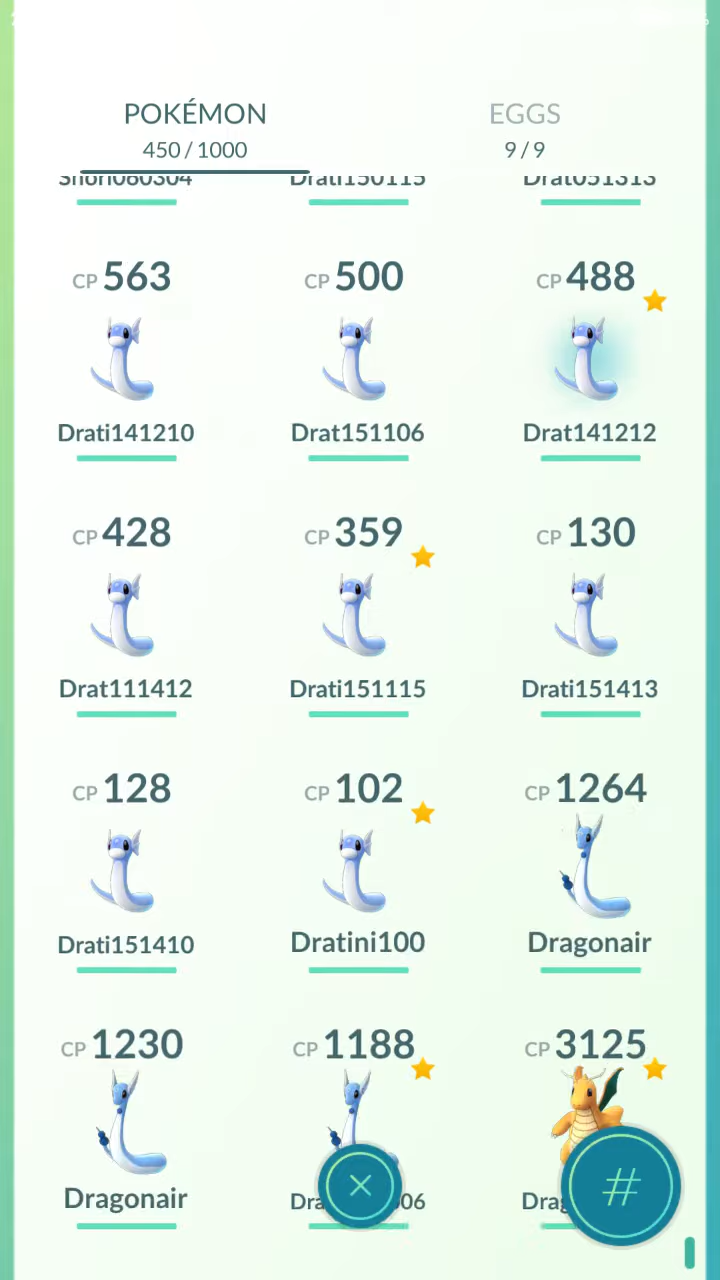 POKÉMON EGGS
450 / 1000 9 / 9
Drati150115 Drat051313
CP 563 CP 500 CP 488
Drati141210 Drat151106 Drat141212
CP 428 CP 359 CP 130
Drat111412 Drati151115 Drati151413
CP 128 CP 102 CP 1264
Drati151410 Dratini100 Dragonair
CP 1230 CP 1188 CP 3125
Dragonair
#